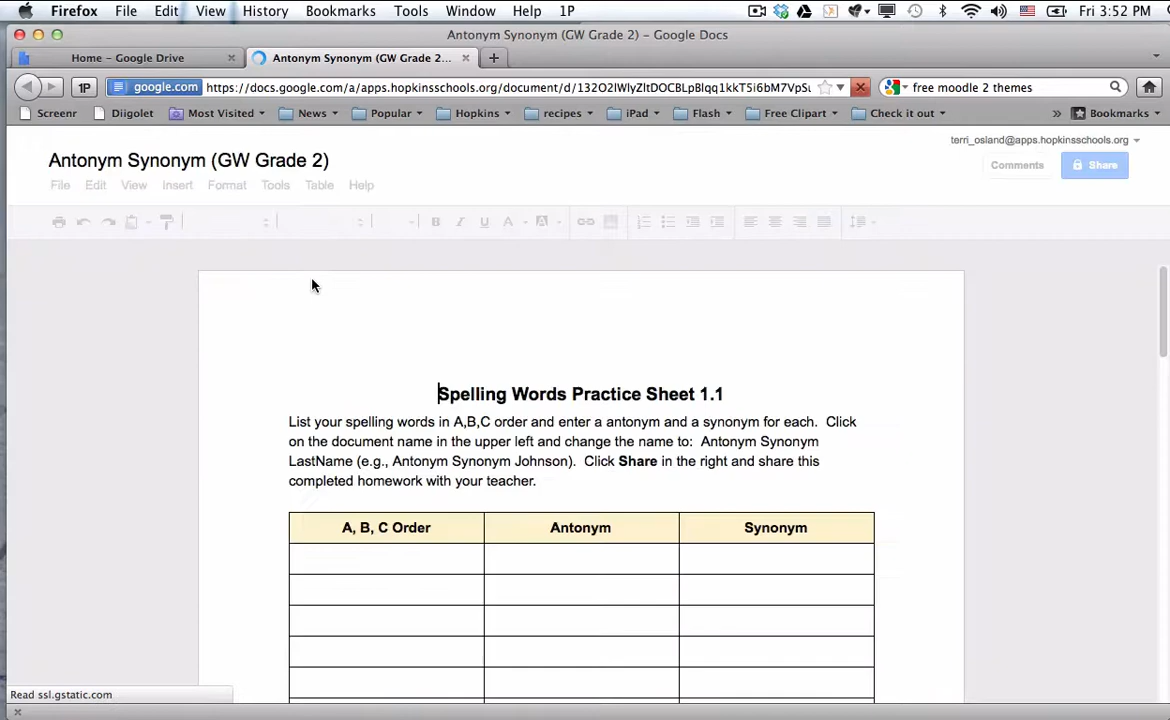 Firefox File Edit View History Bookmarks Tools Window Help 1P Fri 3:52 PM
Antonym Synonym (GW Grade 2) – Google Docs
Home – Google Drive Antonym Synonym (GW Grade 2...
1P google.com https://docs.google.com/a/apps.hopkinsschools.org/document/d/132O2lWlyZltDOCBLpBlqq1kkT5i6bM7VpSu free moodle 2 themes
Screenr Diigolet Most Visited News Popular Hopkins recipes iPad Flash Free Clipart Check it out » Bookmarks
terri_osland@apps.hopkinsschools.org
Antonym Synonym (GW Grade 2)
Comments Share
File Edit View Insert Format Tools Table Help
B I U A A
Spelling Words Practice Sheet 1.1
List your spelling words in A,B,C order and enter a antonym and a synonym for each. Click
on the document name in the upper left and change the name to: Antonym Synonym
LastName (e.g., Antonym Synonym Johnson). Click Share in the right and share this
completed homework with your teacher.
A, B, C Order Antonym Synonym
Read ssl.gstatic.com